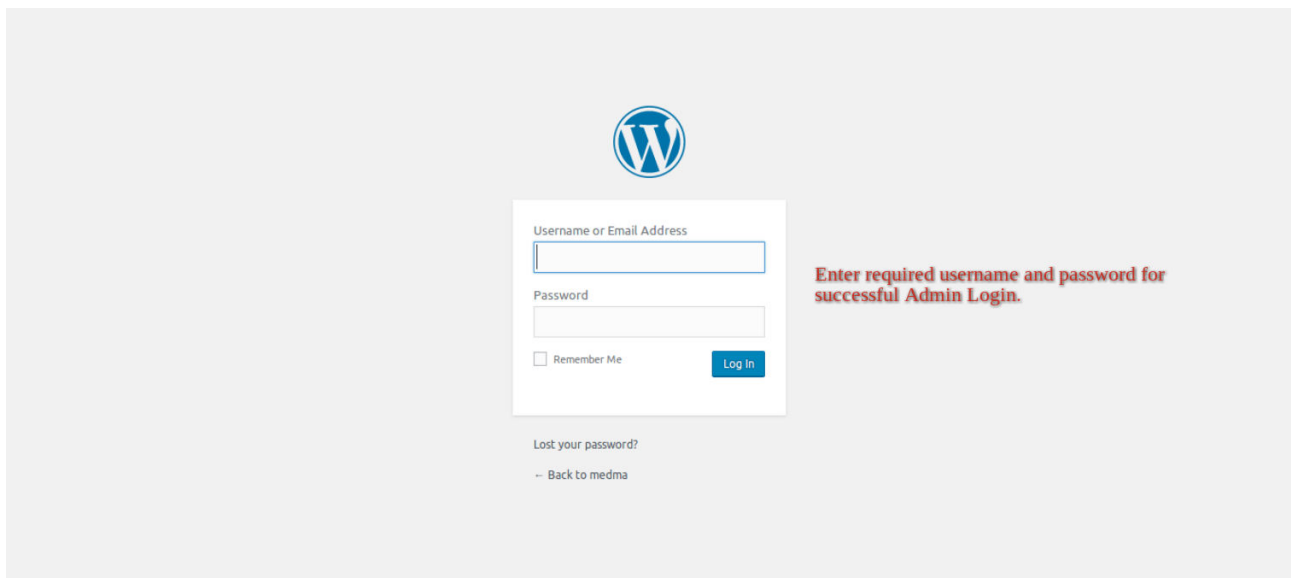 Username or Email Address
Enter required username and password for
successful Admin Login.
Password
Remember Me
Log In
Lost your password?
← Back to medma